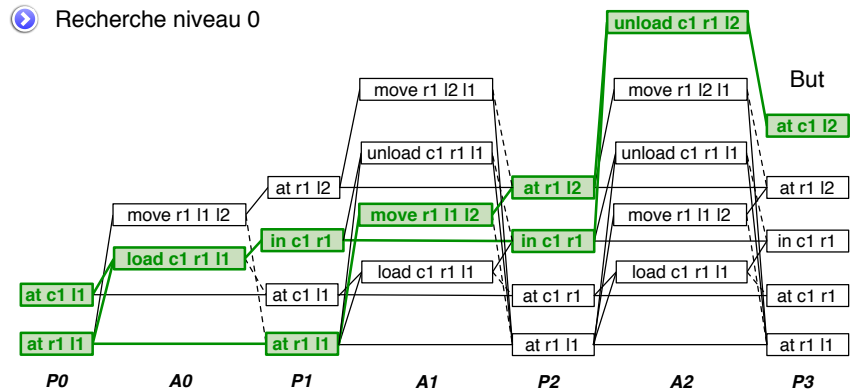 Recherche niveau 0
unload c1 r1 l2
But
move r1 l2 l1
move r1 l2 l1
at c1 l2
unload c1 r1 l1
unload c1 r1 l1
at r1 l2
at r1 l2
at r1 l2
move r1 l1 l2
move r1 l1 l2
move r1 l1 l2
in c1 r1
in c1 r1
in c1 r1
load c1 r1 l1
load c1 r1 l1
load c1 r1 l1
at c1 l1
at c1 l1
at c1 r1
at c1 r1
at r1 l1
at r1 l1
at r1 l1
at r1 l1
P0
A0
P1
A1
P2
A2
P3